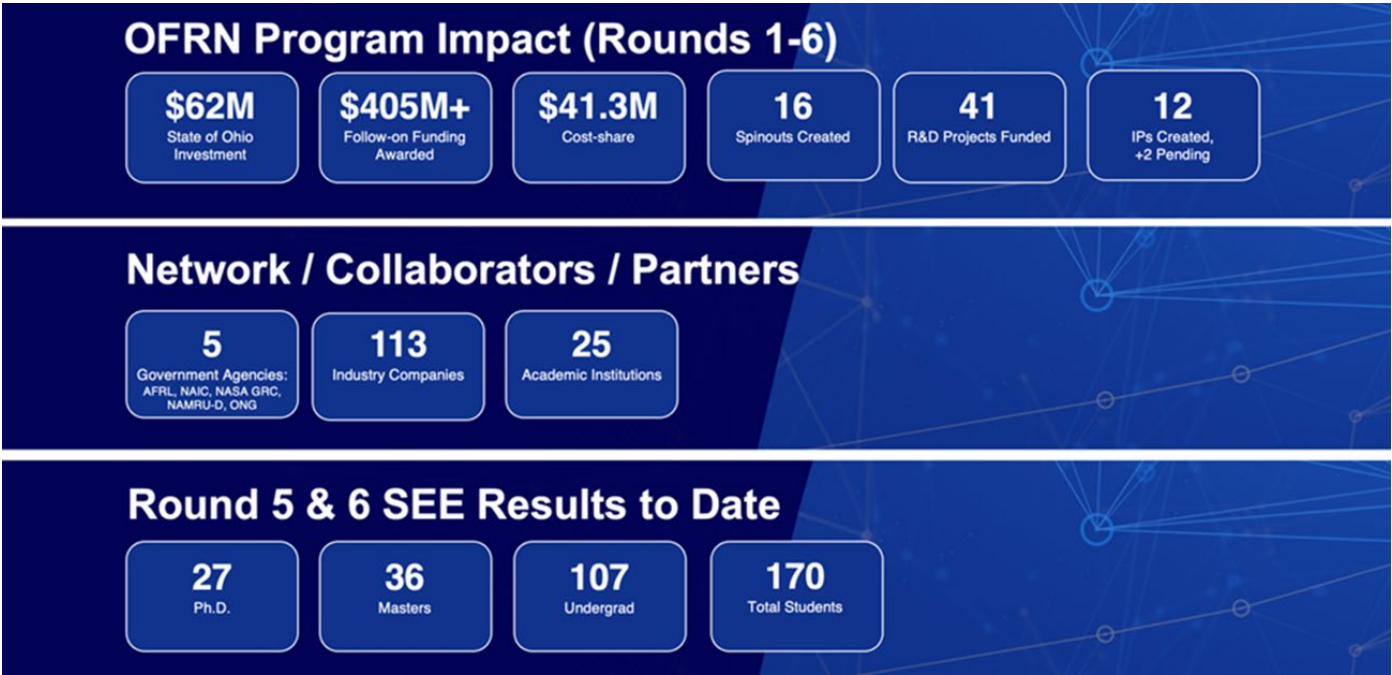 OFRN Program Impact (Rounds 1-6)
$62M
State of Ohio
Investment
$405M+
Follow-on Funding
Awarded
$41.3M
Cost-share
16
Spinouts Created
41
R&D Projects Funded
12
IPs Created,
+2 Pending
Network / Collaborators / Partners
5
Government Agencies:
AFRL, NAIC, NASA GRC,
NAMRU-D, ONG
113
Industry Companies
25
Academic Institutions
Round 5 & 6 SEE Results to Date
27
Ph.D.
36
Masters
107
Undergrad
170
Total Students